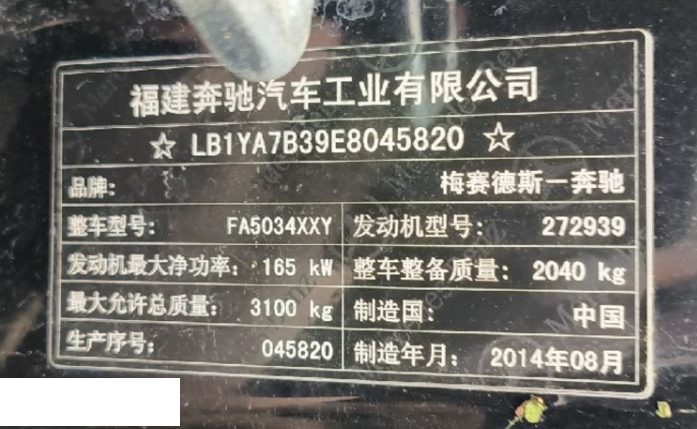 福建奔驰汽车工业有限公司
☆ LB1YA7B39E8045820 ☆
品牌: 梅赛德斯—奔驰
整车型号: FA5034XXY 发动机型号: 272939
发动机最大净功率: 165 kW 整车整备质量: 2040 kg
最大允许总质量: 3100 kg 制造国: 中国
生产序号: 045820 制造年月: 2014年08月